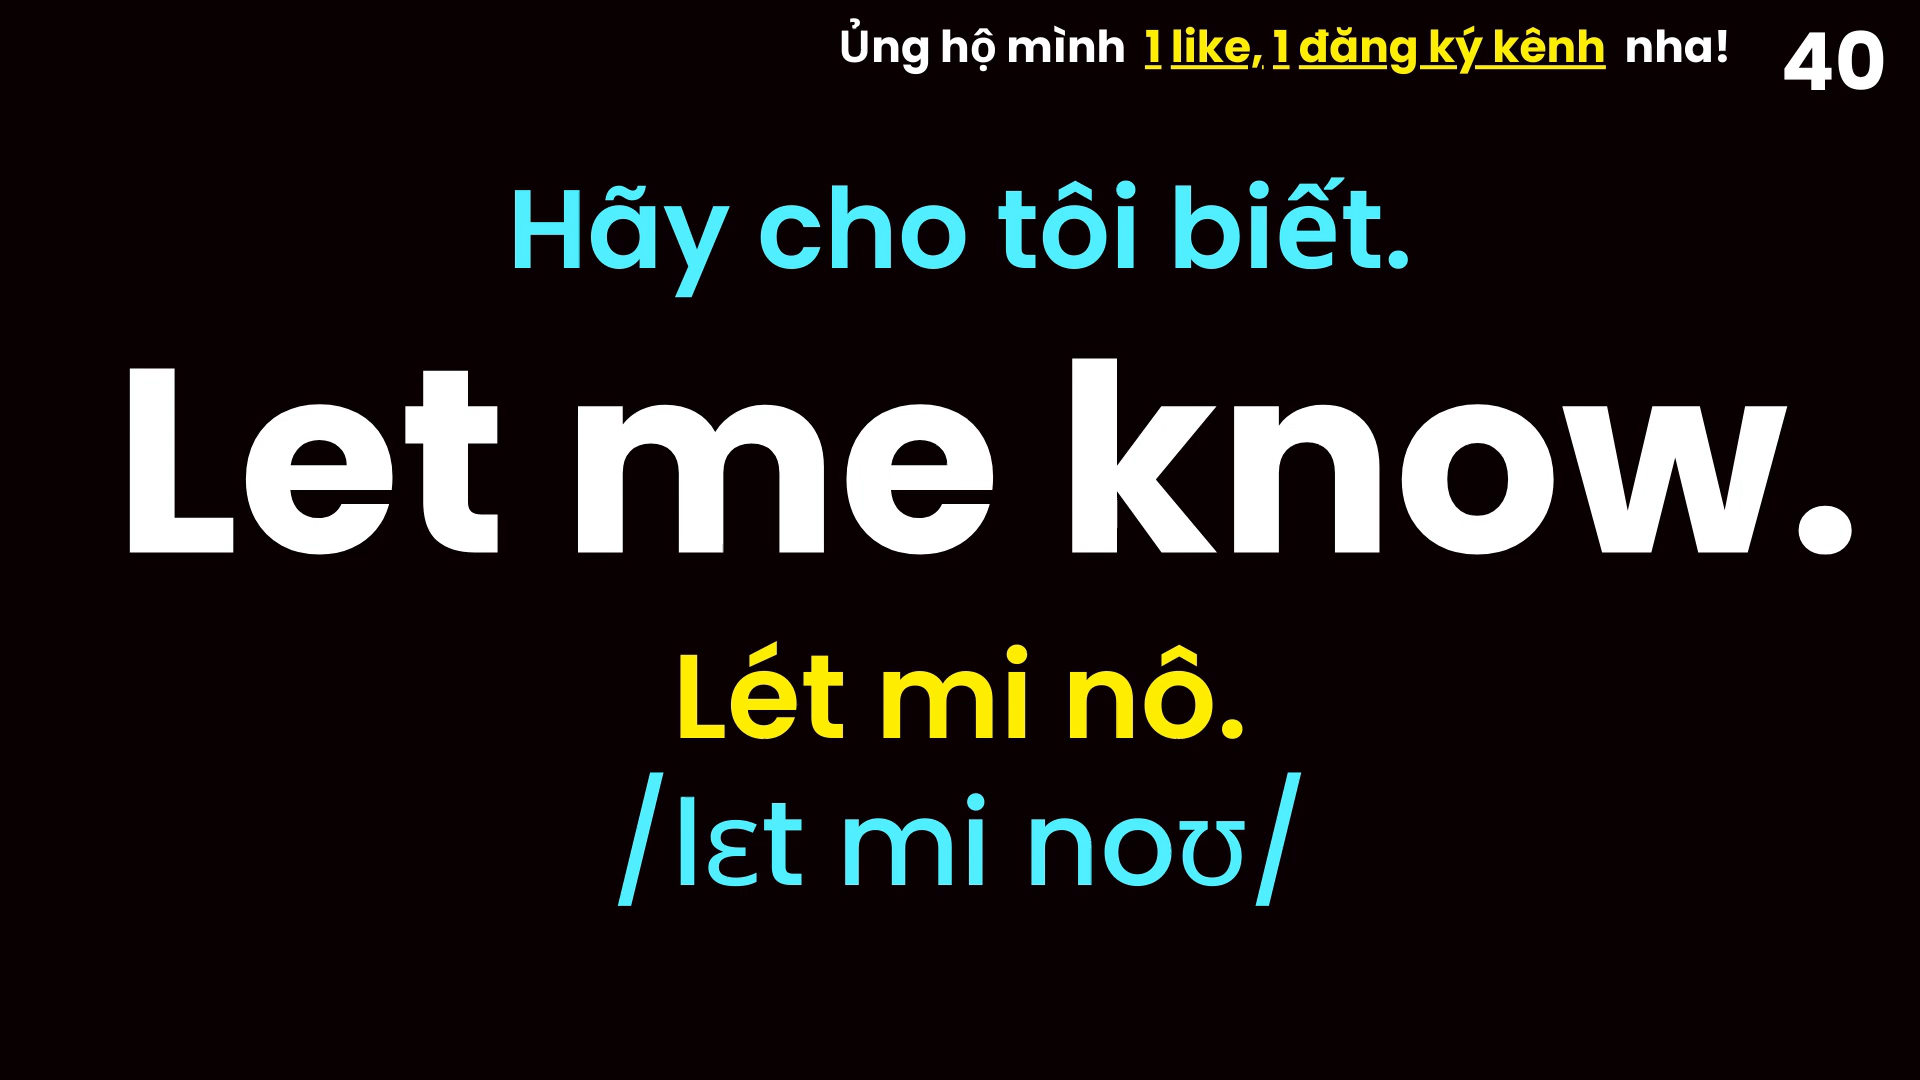 Ủng hộ mình 1 like, 1 đăng ký kênh nha!
40
Hãy cho tôi biết.
Let me know.
Lét mi nô.
/lɛt mi noʊ/